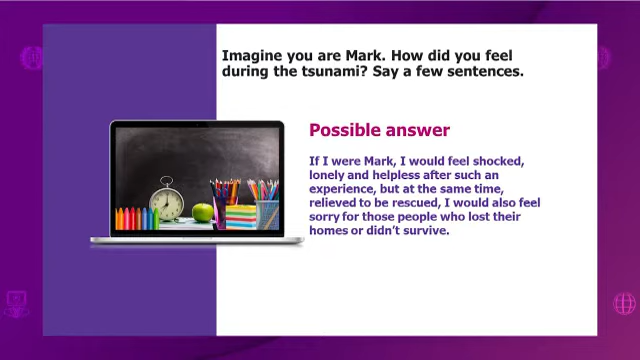 Imagine you are Mark. How did you feel
during the tsunami? Say a few sentences.
Possible answer
If I were Mark, I would feel shocked,
lonely and helpless after such an
experience, but at the same time,
relieved to be rescued, I would also feel
sorry for those people who lost their
homes or didn't survive.